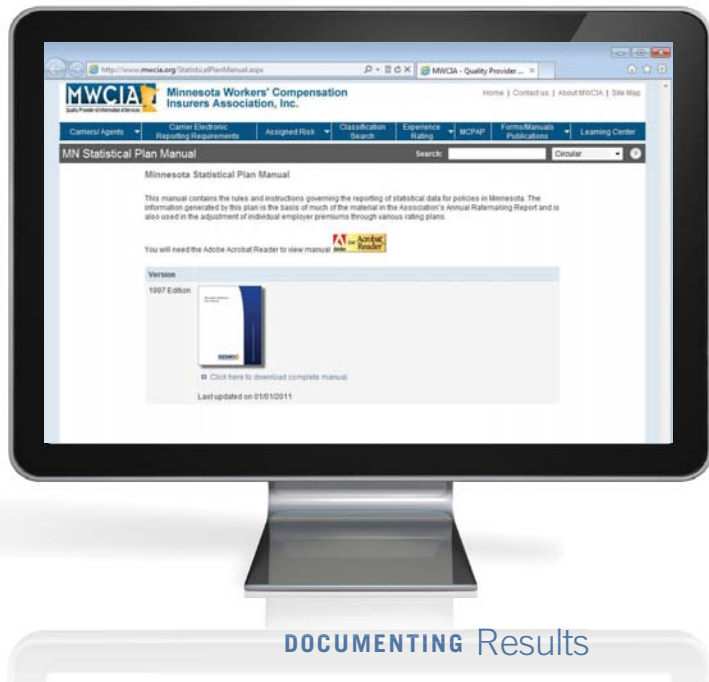 http://www.mwcia.org/StatisticalPlanManual.aspx
MWCIA - Quality Provider ...
MWCIA
Quality Provider of Information & Services
Minnesota Workers' Compensation
Insurers Association, Inc.
Home | Contact us | About MWCIA | Site Map
Carriers/ Agents
Carrier Electronic
Reporting Requirements
Assigned Risk
Classification
Search
Experience
Rating
MCPAP
Forms/Manuals
Publications
Learning Center
MN Statistical Plan Manual
Search:
Circular
Minnesota Statistical Plan Manual
This manual contains the rules and instructions governing the reporting of statistical data for policies in Minnesota. The
information generated by this plan is the basis of much of the material in the Association's Annual Ratemaking Report and is
also used in the adjustment of individual employer premiums through various rating plans.
You will need the Adobe Acrobat Reader to view manual
Get Acrobat
Adobe Reader
Version
1997 Edition
Click here to download complete manual.
Last updated on 01/01/2011
DOCUMENTING Results